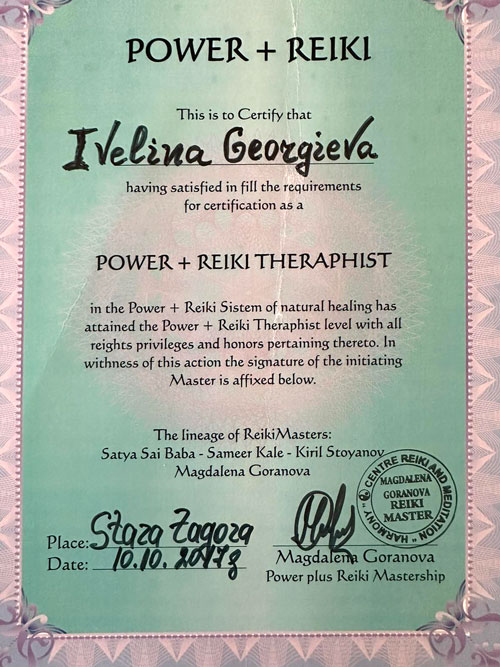 POWER + REIKI
This is to Certify that
Ivelina Georgieva
having satisfied in fill the requirements
for certification as a
POWER + REIKI THERAPHIST
in the Power + Reiki Sistem of natural healing has
attained the Power + Reiki Theraphist level with all
reights privileges and honors pertaining thereto. In
withness of this action the signature of the initiating
Master is affixed below.
The lineage of ReikiMasters:
Satya Sai Baba - Sameer Kale - Kiril Stoyanov
Magdalena Goranova
CENTRE REIKI AND MEDITATION "HARMONY"
MAGDALENA
GORANOVA
REIKI
MASTER
Place: Stara Zagora
Date: 10.10.2017g
Magdalena Goranova
Power plus Reiki Mastership